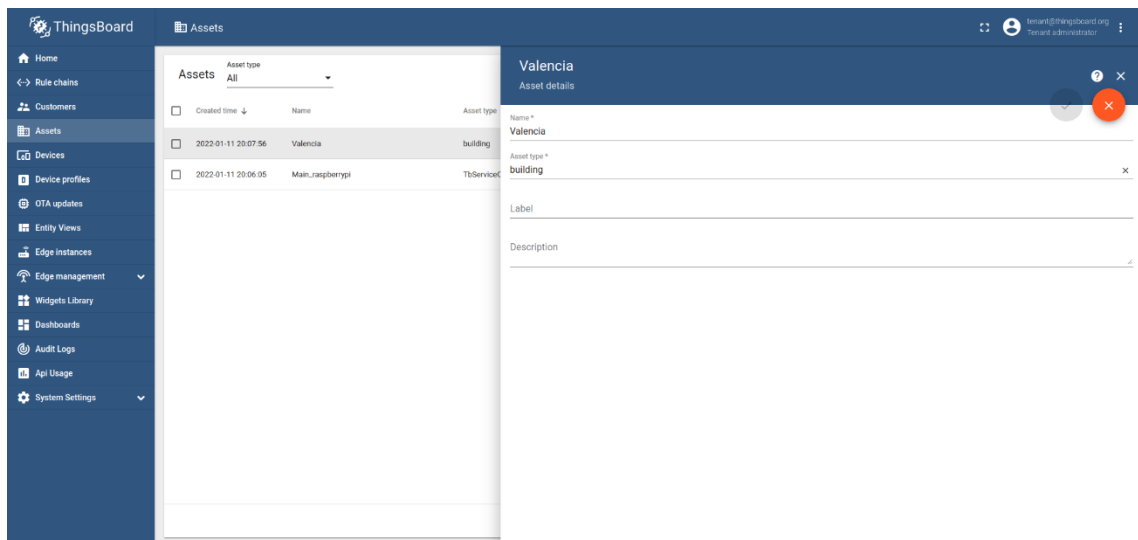 ThingsBoard
Assets
tenant@thingsboard.org
Tenant administrator
Home
Rule chains
Customers
Assets
Devices
Device profiles
OTA updates
Entity Views
Edge instances
Edge management
Widgets Library
Dashboards
Audit Logs
Api Usage
System Settings
Assets
Asset type
All
Created time Name Asset type
2022-01-11 20:07:56 Valencia building
2022-01-11 20:06:05 Main_raspberrypi TbServiceQ
Valencia
Asset details
Name *
Valencia
Asset type *
building
Label
Description